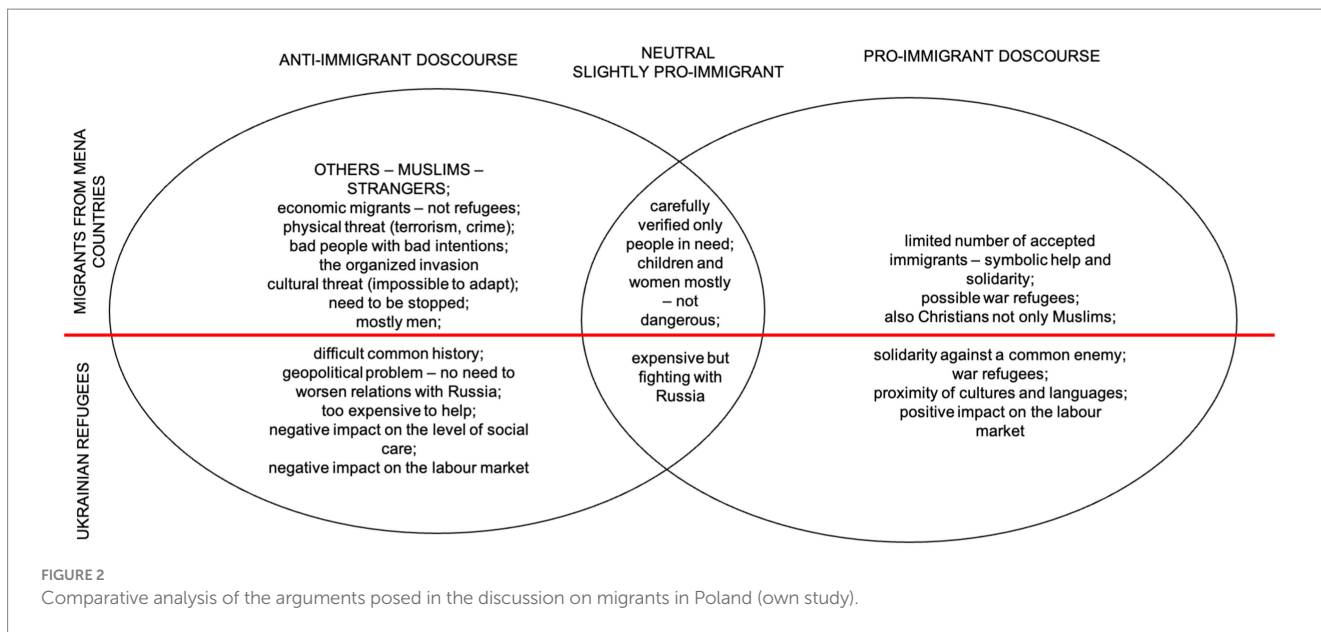 ANTI-IMMIGRANT DOSCOURSE
NEUTRAL
SLIGHTLY PRO-IMMIGRANT
PRO-IMMIGRANT DOSCOURSE
MIGRANTS FROM MENA
COUNTRIES
OTHERS – MUSLIMS –
STRANGERS;
economic migrants – not refugees;
physical threat (terrorism, crime);
bad people with bad intentions;
the organized invasion
cultural threat (impossible to adapt);
need to be stopped;
mostly men;
carefully
verified only
people in need;
children and
women mostly
– not
dangerous;
limited number of accepted
immigrants – symbolic help and
solidarity;
possible war refugees;
also Christians not only Muslims;
UKRAINIAN REFUGEES
difficult common history;
geopolitical problem – no need to
worsen relations with Russia;
too expensive to help;
negative impact on the level of social
care;
negative impact on the labour market
expensive but
fighting with
Russia
solidarity against a common enemy;
war refugees;
proximity of cultures and languages;
positive impact on the labour
market
FIGURE 2
Comparative analysis of the arguments posed in the discussion on migrants in Poland (own study).